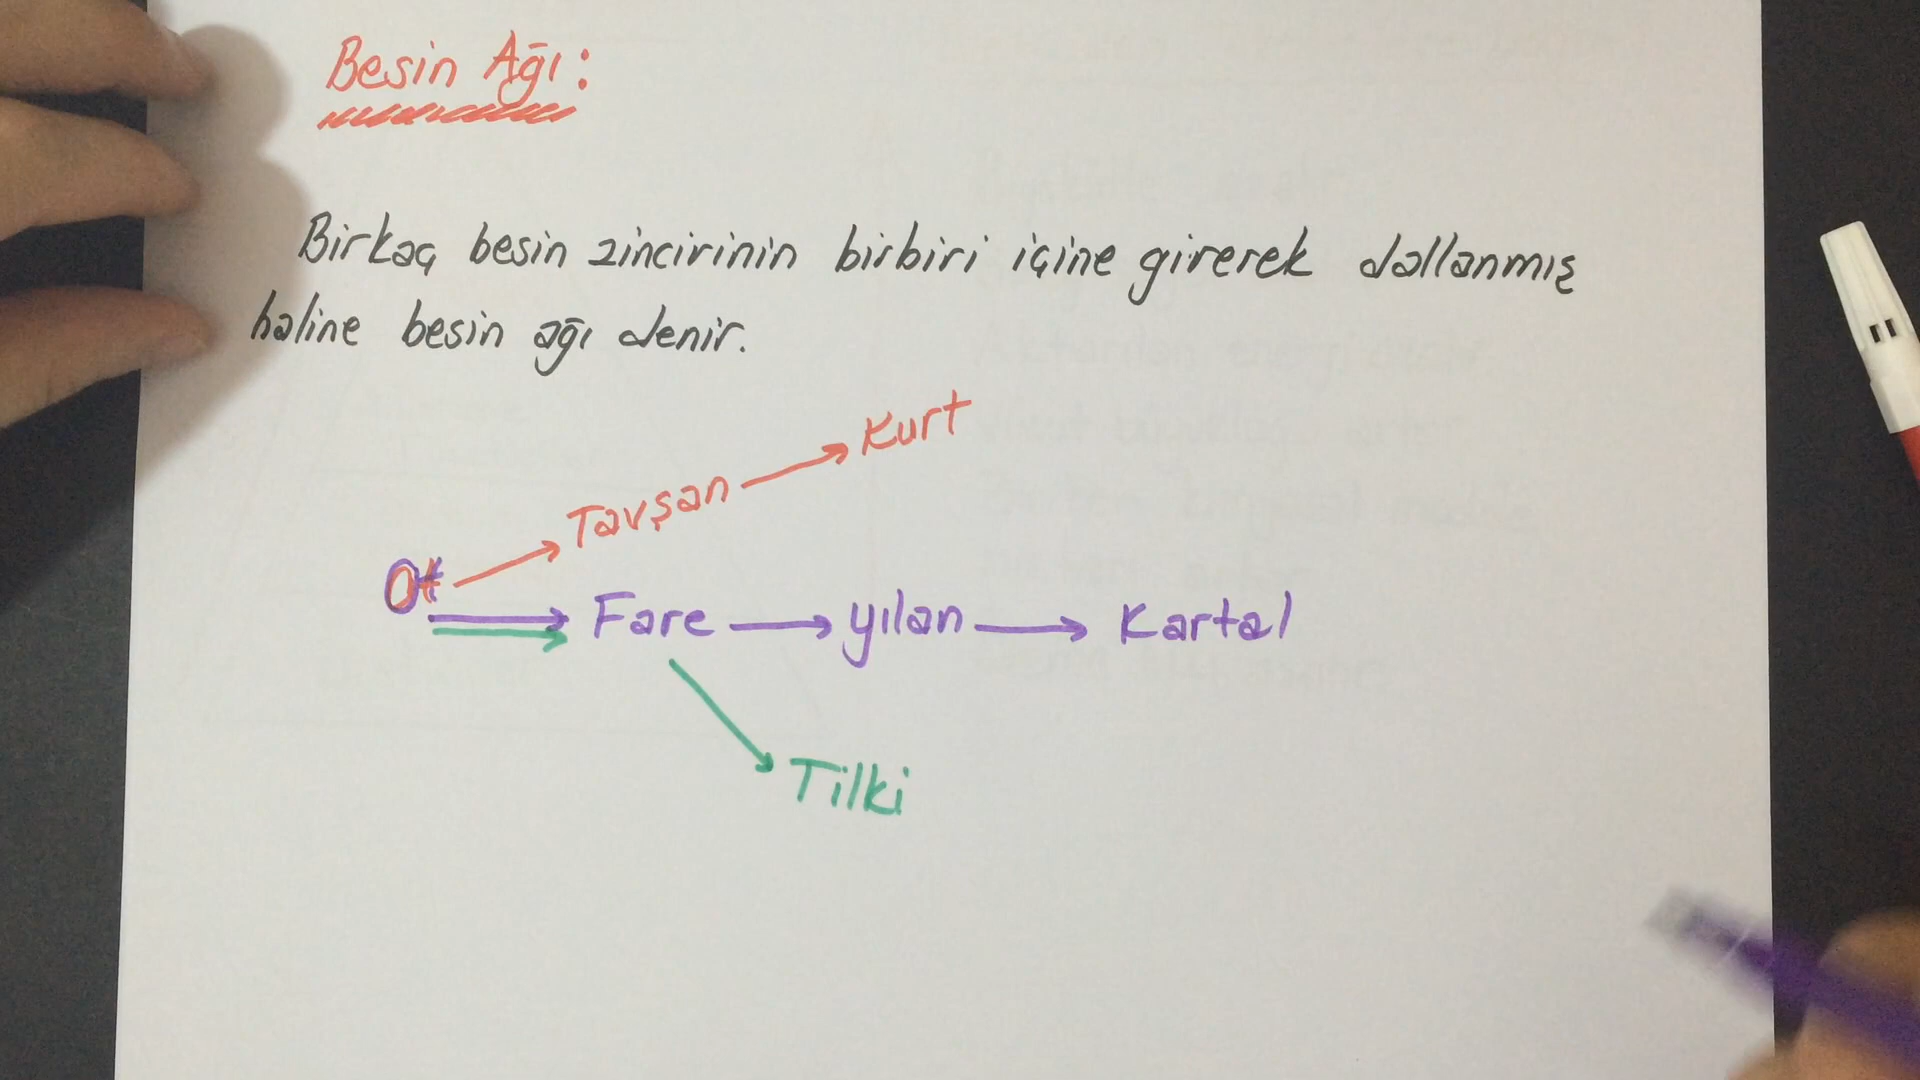 Besin Ağı:
Birkaç besin zincirinin birbiri içine girerek dallanmış
haline besin ağı denir.
Kurt
Tavşan
Ot
Fare yılan Kartal
Tilki